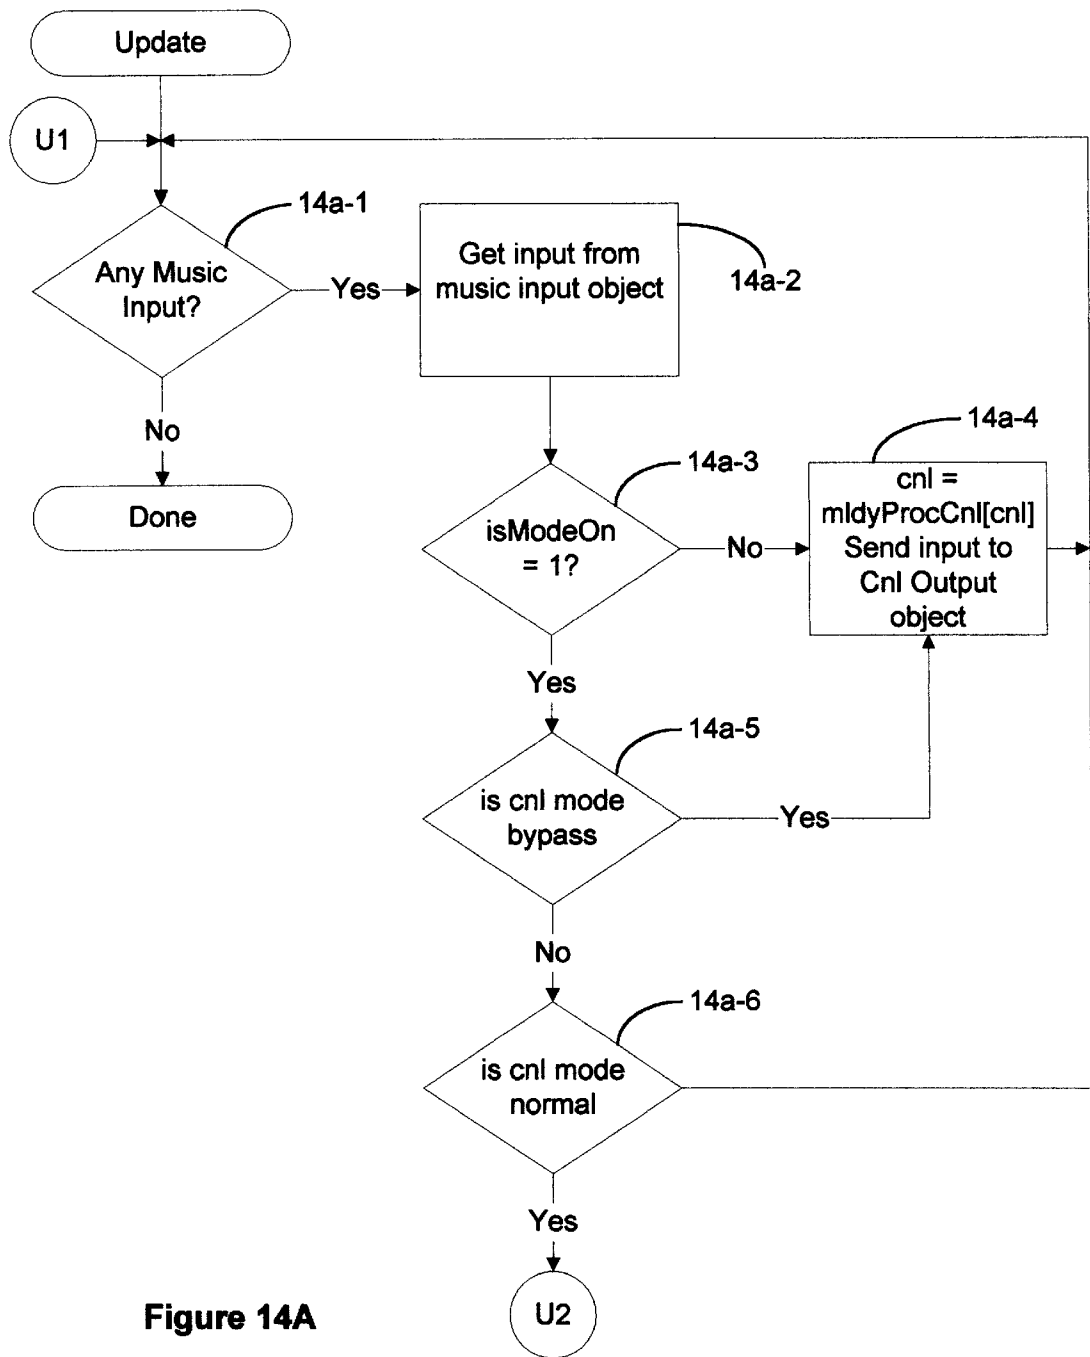 Update
U1
14a-1
Any Music
Input?
Yes
Get input from
music input object
14a-2
No
Done
14a-3
isModeOn
= 1?
No
14a-4
cnl =
mldyProcCnl[cnl]
Send input to
Cnl Output
object
Yes
14a-5
is cnl mode
bypass
Yes
No
14a-6
is cnl mode
normal
Yes
U2
Figure 14A